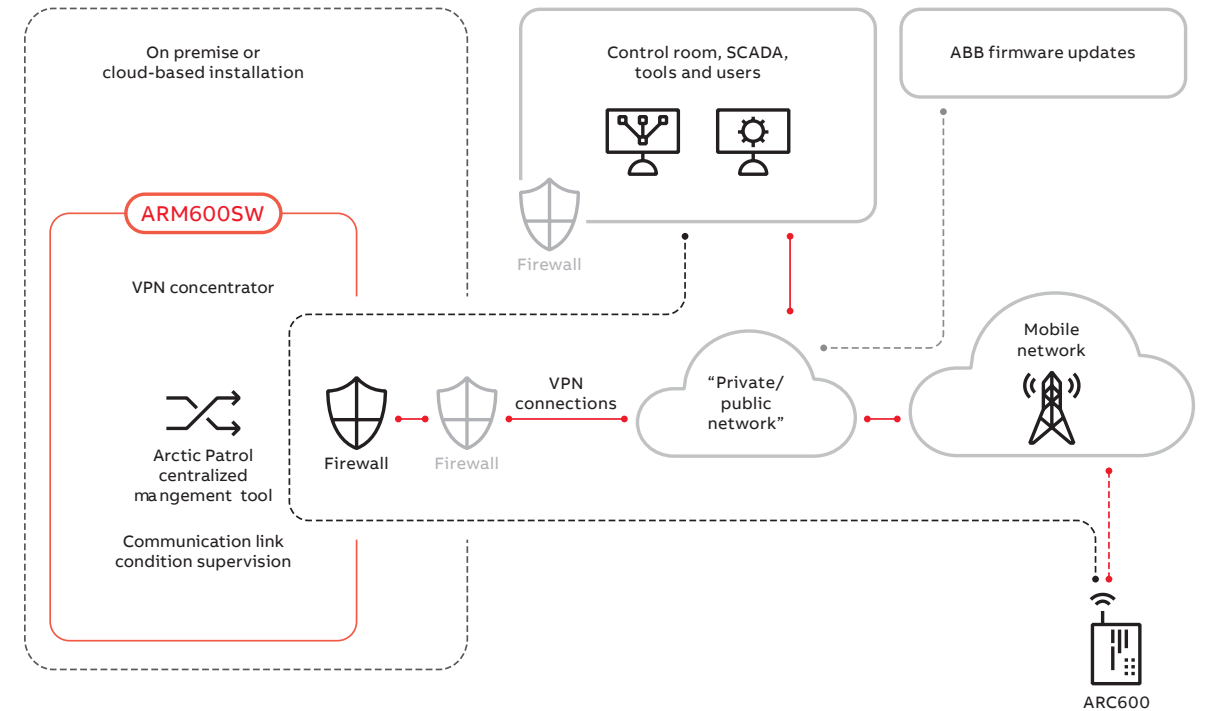 On premise or
cloud-based installation
Control room, SCADA,
tools and users
ABB firmware updates
ARM600SW
Firewall
VPN concentrator
Mobile
network
“Private/
public
network”
VPN
connections
Firewall
Firewall
Arctic Patrol
centralized
mangement tool
Communication link
condition supervision
ARC600